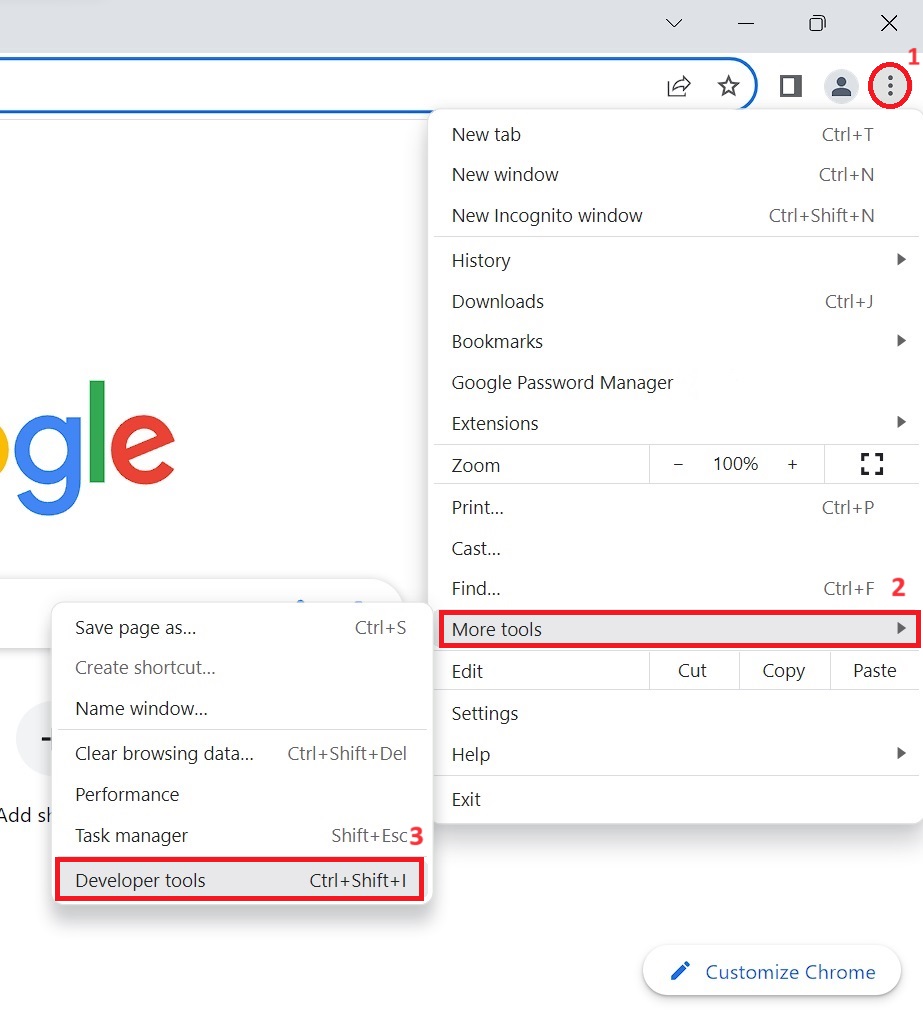 1
New tab Ctrl+T
New window Ctrl+N
New Incognito window Ctrl+Shift+N
History
Downloads Ctrl+J
Bookmarks
Google Password Manager
Extensions
Zoom − 100% +
Print... Ctrl+P
Cast...
Find... Ctrl+F 2
More tools
Edit Cut Copy Paste
Settings
Help
Exit
ogle
Save page as... Ctrl+S
Create shortcut...
Name window...
Clear browsing data... Ctrl+Shift+Del
Performance
Task manager Shift+Esc 3
Developer tools Ctrl+Shift+I
Add sh
Customize Chrome